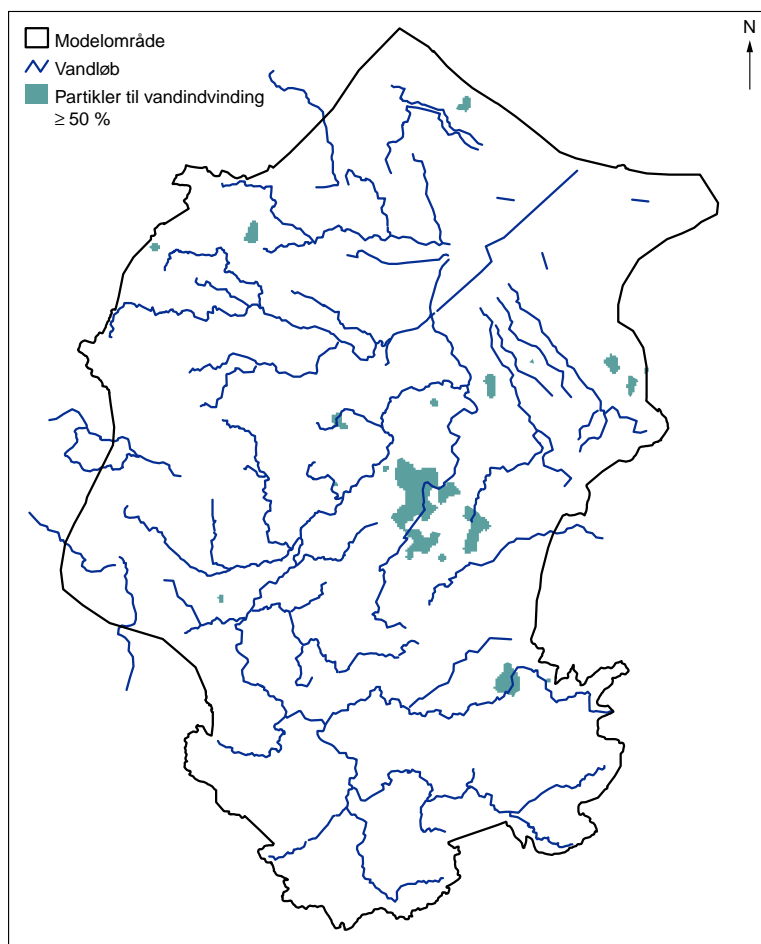 Modelområde
N
Vandløb
Partikler til vandindvinding
≥ 50 %